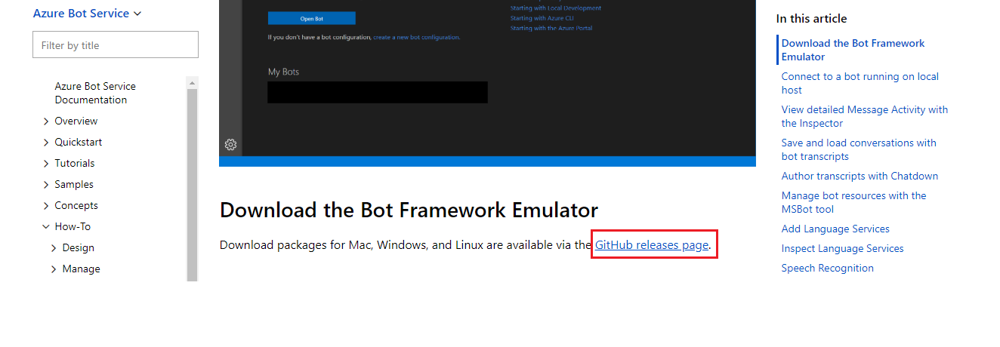 Azure Bot Service
Filter by title
Azure Bot Service
Documentation
Overview
Quickstart
Tutorials
Samples
Concepts
How-To
Design
Manage
Starting with Local Development
Starting with Azure CLI
Starting with the Azure Portal
Open Bot
If you don't have a bot configuration, create a new bot configuration.
My Bots
Download the Bot Framework Emulator
Download packages for Mac, Windows, and Linux are available via the GitHub releases page.
In this article
Download the Bot Framework
Emulator
Connect to a bot running on local
host
View detailed Message Activity with
the Inspector
Save and load conversations with
bot transcripts
Author transcripts with Chatdown
Manage bot resources with the
MSBot tool
Add Language Services
Inspect Language Services
Speech Recognition